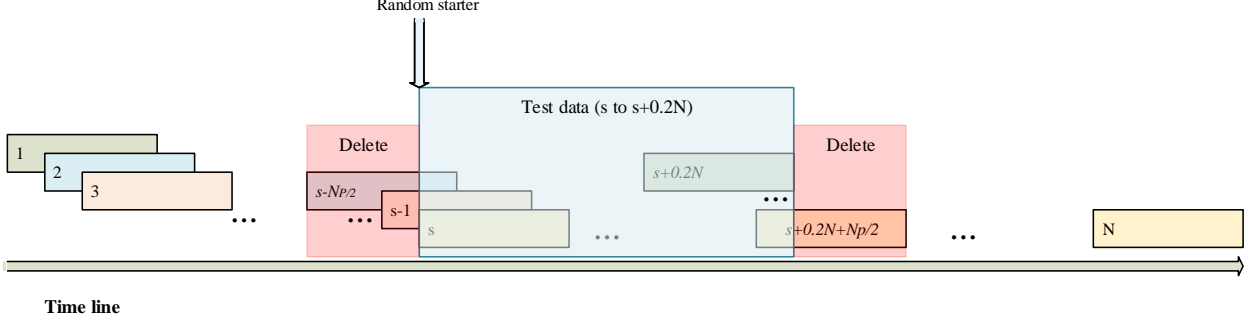 Random starter
Test data (s to s+0.2N)
Delete
Delete
1
2
3
...
s-NP/2
...
s-1
s
...
s+0.2N
...
s+0.2N+Np/2
...
N
Time line